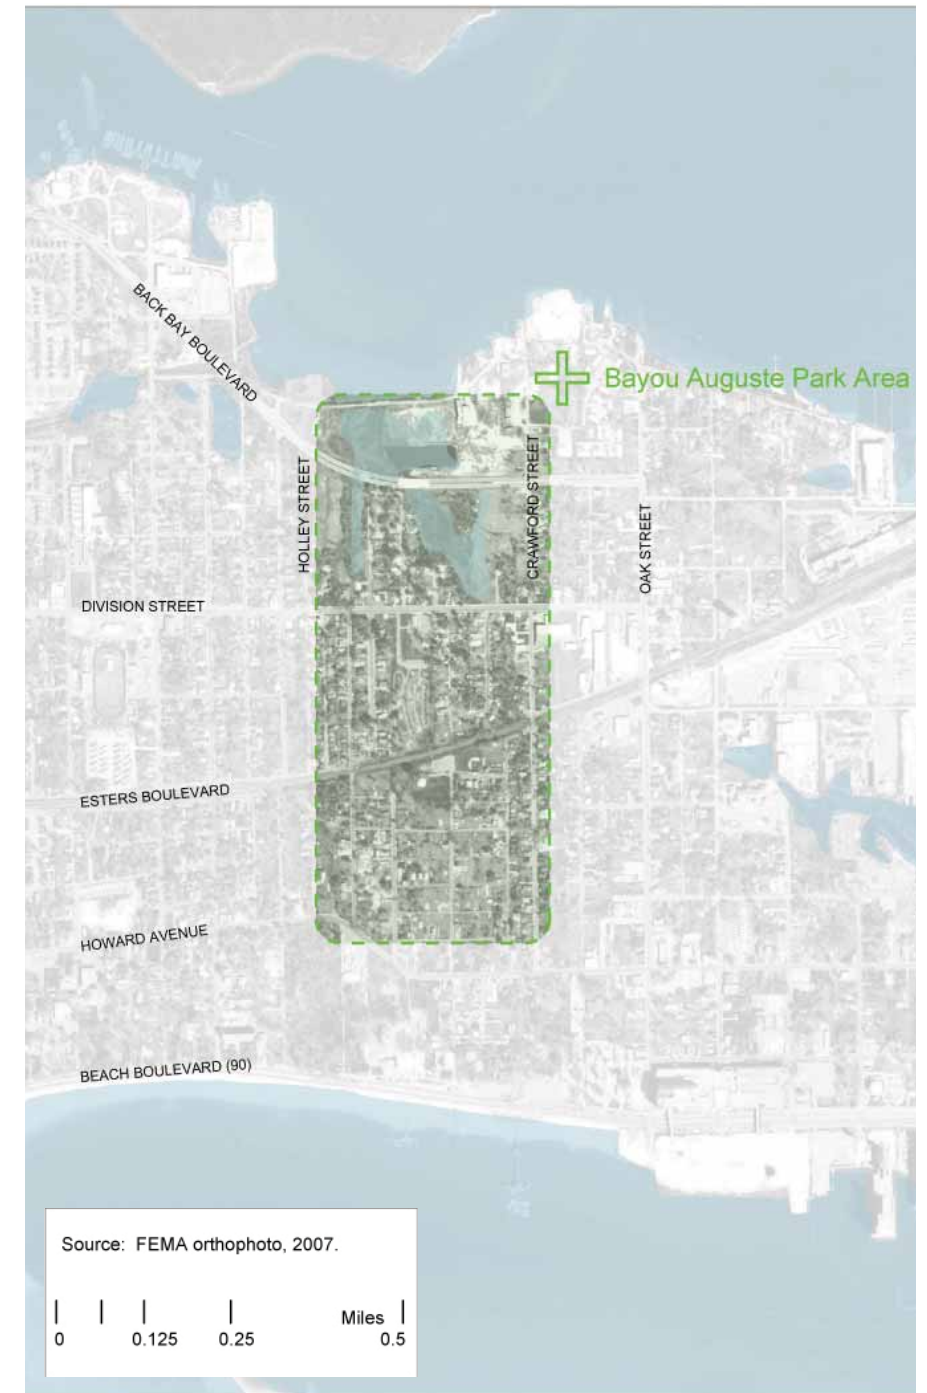 BACK BAY BOULEVARD
Bayou Auguste Park Area
HOLLEY STREET
CRAWFORD STREET
OAK STREET
DIVISION STREET
ESTERS BOULEVARD
HOWARD AVENUE
BEACH BOULEVARD (90)
Source: FEMA orthophoto, 2007.
Miles
0 0.125 0.25 0.5